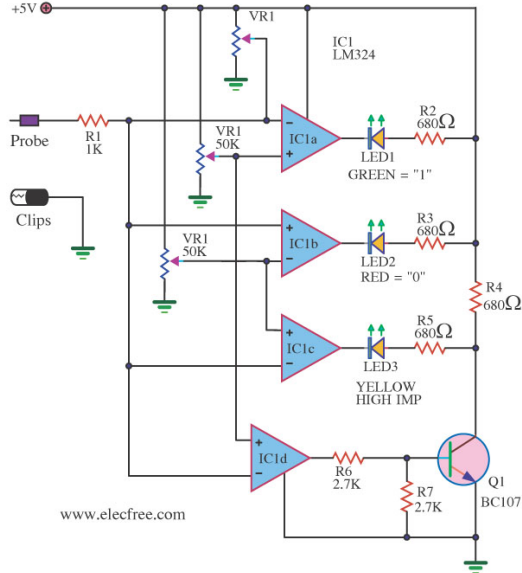 +5V
VR1
IC1
LM324
Probe
R1
1K
VR1
50K
−
+
IC1a
LED1
GREEN = "1"
R2
680Ω
Clips
VR1
50K
+
−
IC1b
LED2
RED = "0"
R3
680Ω
R4
680Ω
+
−
IC1c
LED3
YELLOW
HIGH IMP
R5
680Ω
+
−
IC1d
R6
2.7K
R7
2.7K
Q1
BC107
www.elecfree.com